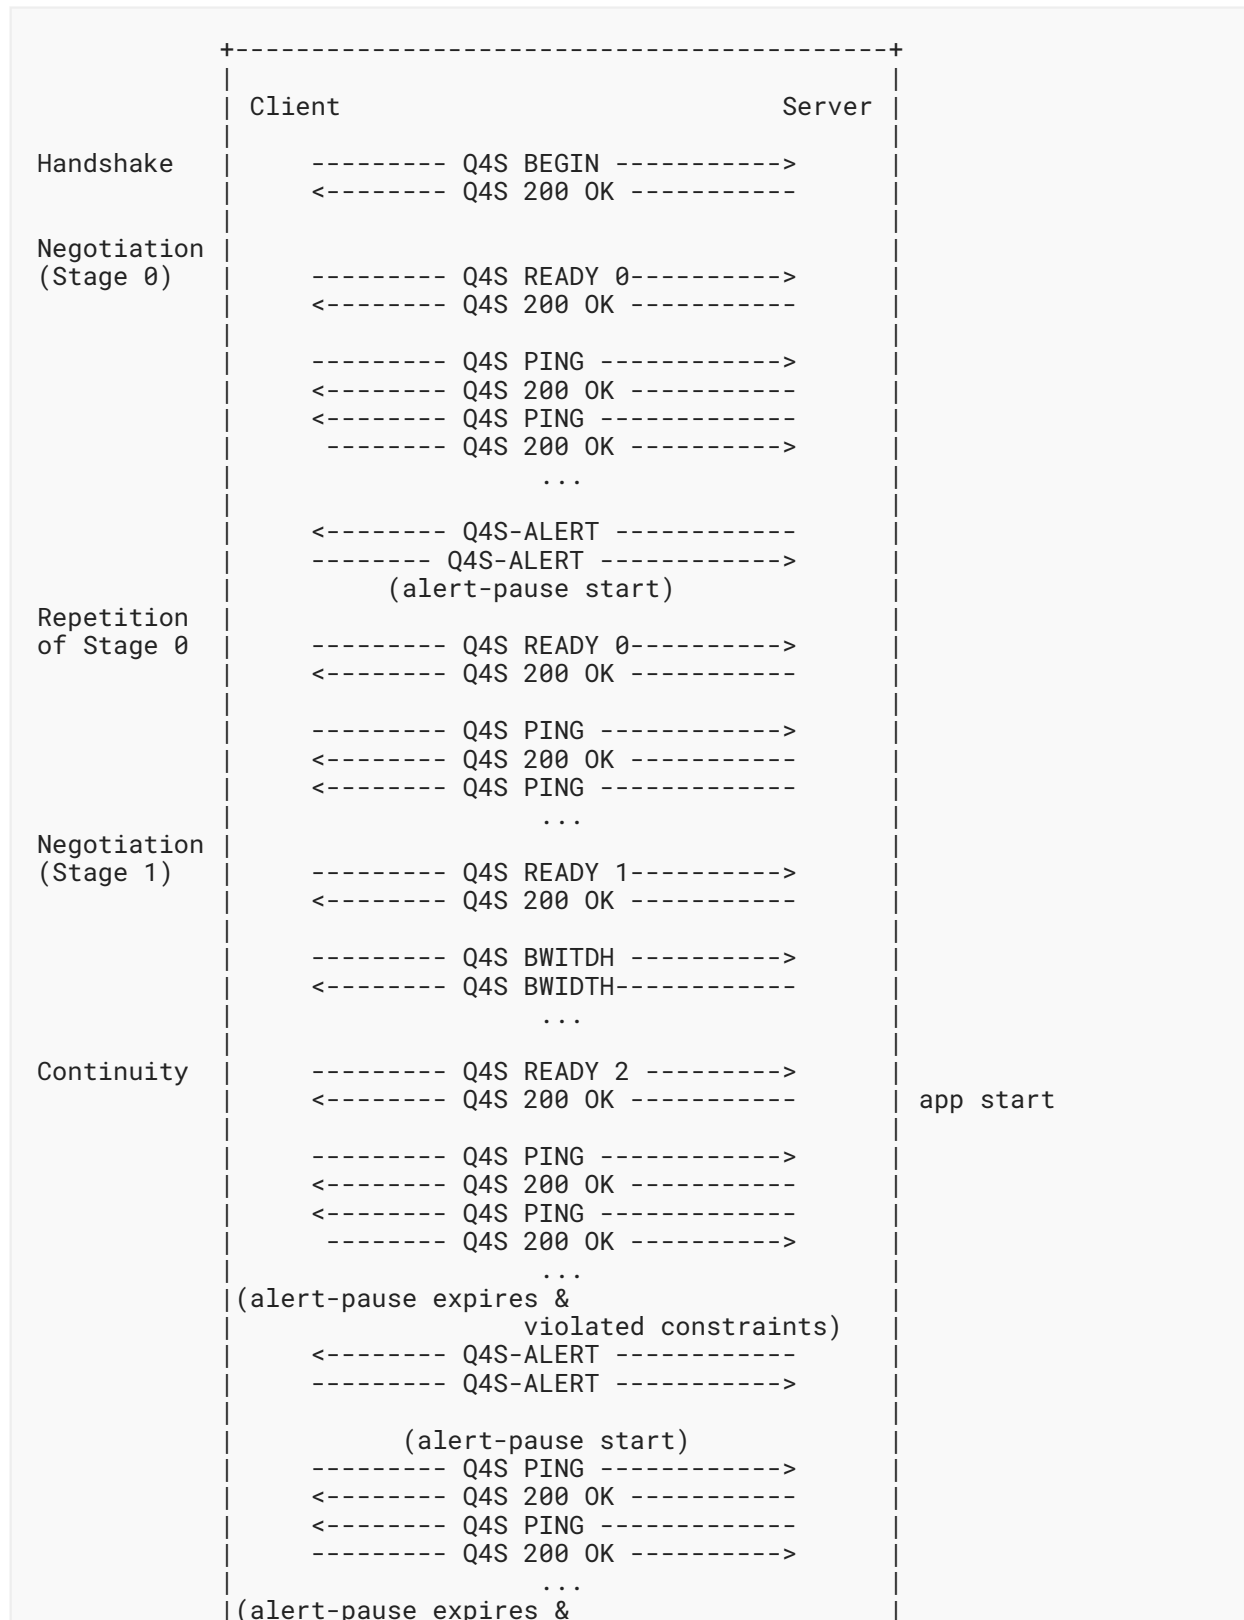 +-------------------------------------------+
|                                           |
| Client                             Server |
|                                           |
Handshake    |     --------- Q4S BEGIN ----------->      |
|     <-------- Q4S 200 OK -----------      |
|                                           |
Negotiation  |                                           |
(Stage 0)    |     --------- Q4S READY 0---------->      |
|     <-------- Q4S 200 OK -----------      |
|                                           |
|     --------- Q4S PING ------------>      |
|     <-------- Q4S 200 OK -----------      |
|     <-------- Q4S PING -------------      |
|      -------- Q4S 200 OK ---------->      |
|                    ...                    |
|                                           |
|     <-------- Q4S-ALERT ------------      |
|     -------- Q4S-ALERT ------------>      |
|          (alert-pause start)              |
Repetition   |                                           |
of Stage 0   |     --------- Q4S READY 0---------->      |
|     <-------- Q4S 200 OK -----------      |
|                                           |
|     --------- Q4S PING ------------>      |
|     <-------- Q4S 200 OK -----------      |
|     <-------- Q4S PING -------------      |
|                    ...                    |
Negotiation  |                                           |
(Stage 1)    |     --------- Q4S READY 1---------->      |
|     <-------- Q4S 200 OK -----------      |
|                                           |
|     --------- Q4S BWITDH ---------->      |
|     <-------- Q4S BWIDTH------------      |
|                    ...                    |
|                                           |
Continuity   |     --------- Q4S READY 2 --------->      |
|     <-------- Q4S 200 OK -----------      | app start
|                                           |
|     --------- Q4S PING ------------>      |
|     <-------- Q4S 200 OK -----------      |
|     <-------- Q4S PING -------------      |
|      -------- Q4S 200 OK ---------->      |
|                    ...                    |
|(alert-pause expires &                     |
|                   violated constraints)   |
|     <-------- Q4S-ALERT ------------      |
|     --------- Q4S-ALERT ----------->      |
|                                           |
|           (alert-pause start)             |
|     --------- Q4S PING ------------>      |
|     <-------- Q4S 200 OK -----------      |
|     <-------- Q4S PING -------------      |
|     --------- Q4S 200 OK ---------->      |
|                    ...                    |
|(alert-pause expires &                     |